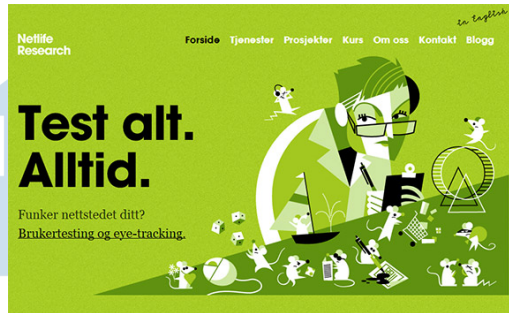 in English
Netlife
Research
Forside Tjenester Prosjekter Kurs Om oss Kontakt Blogg
Test alt.
Alltid.
Funker nettstedet ditt?
Brukertesting og eye-tracking.